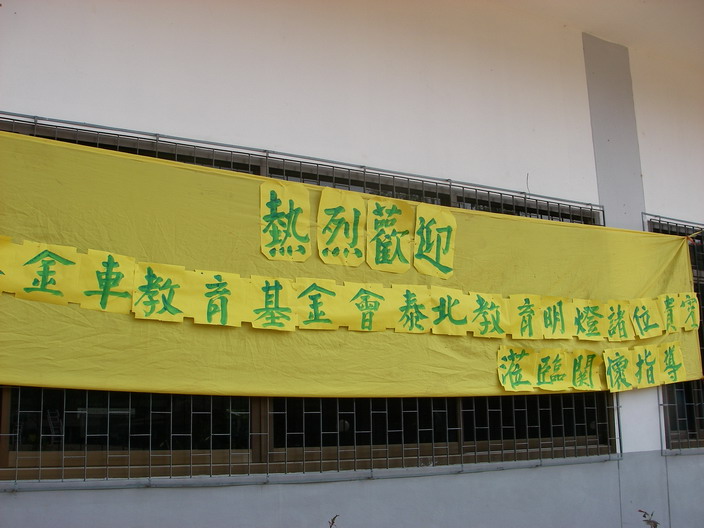 熱烈歡迎
金車教育基金會泰北教育明燈諸位貴賓
蒞臨關懷指導